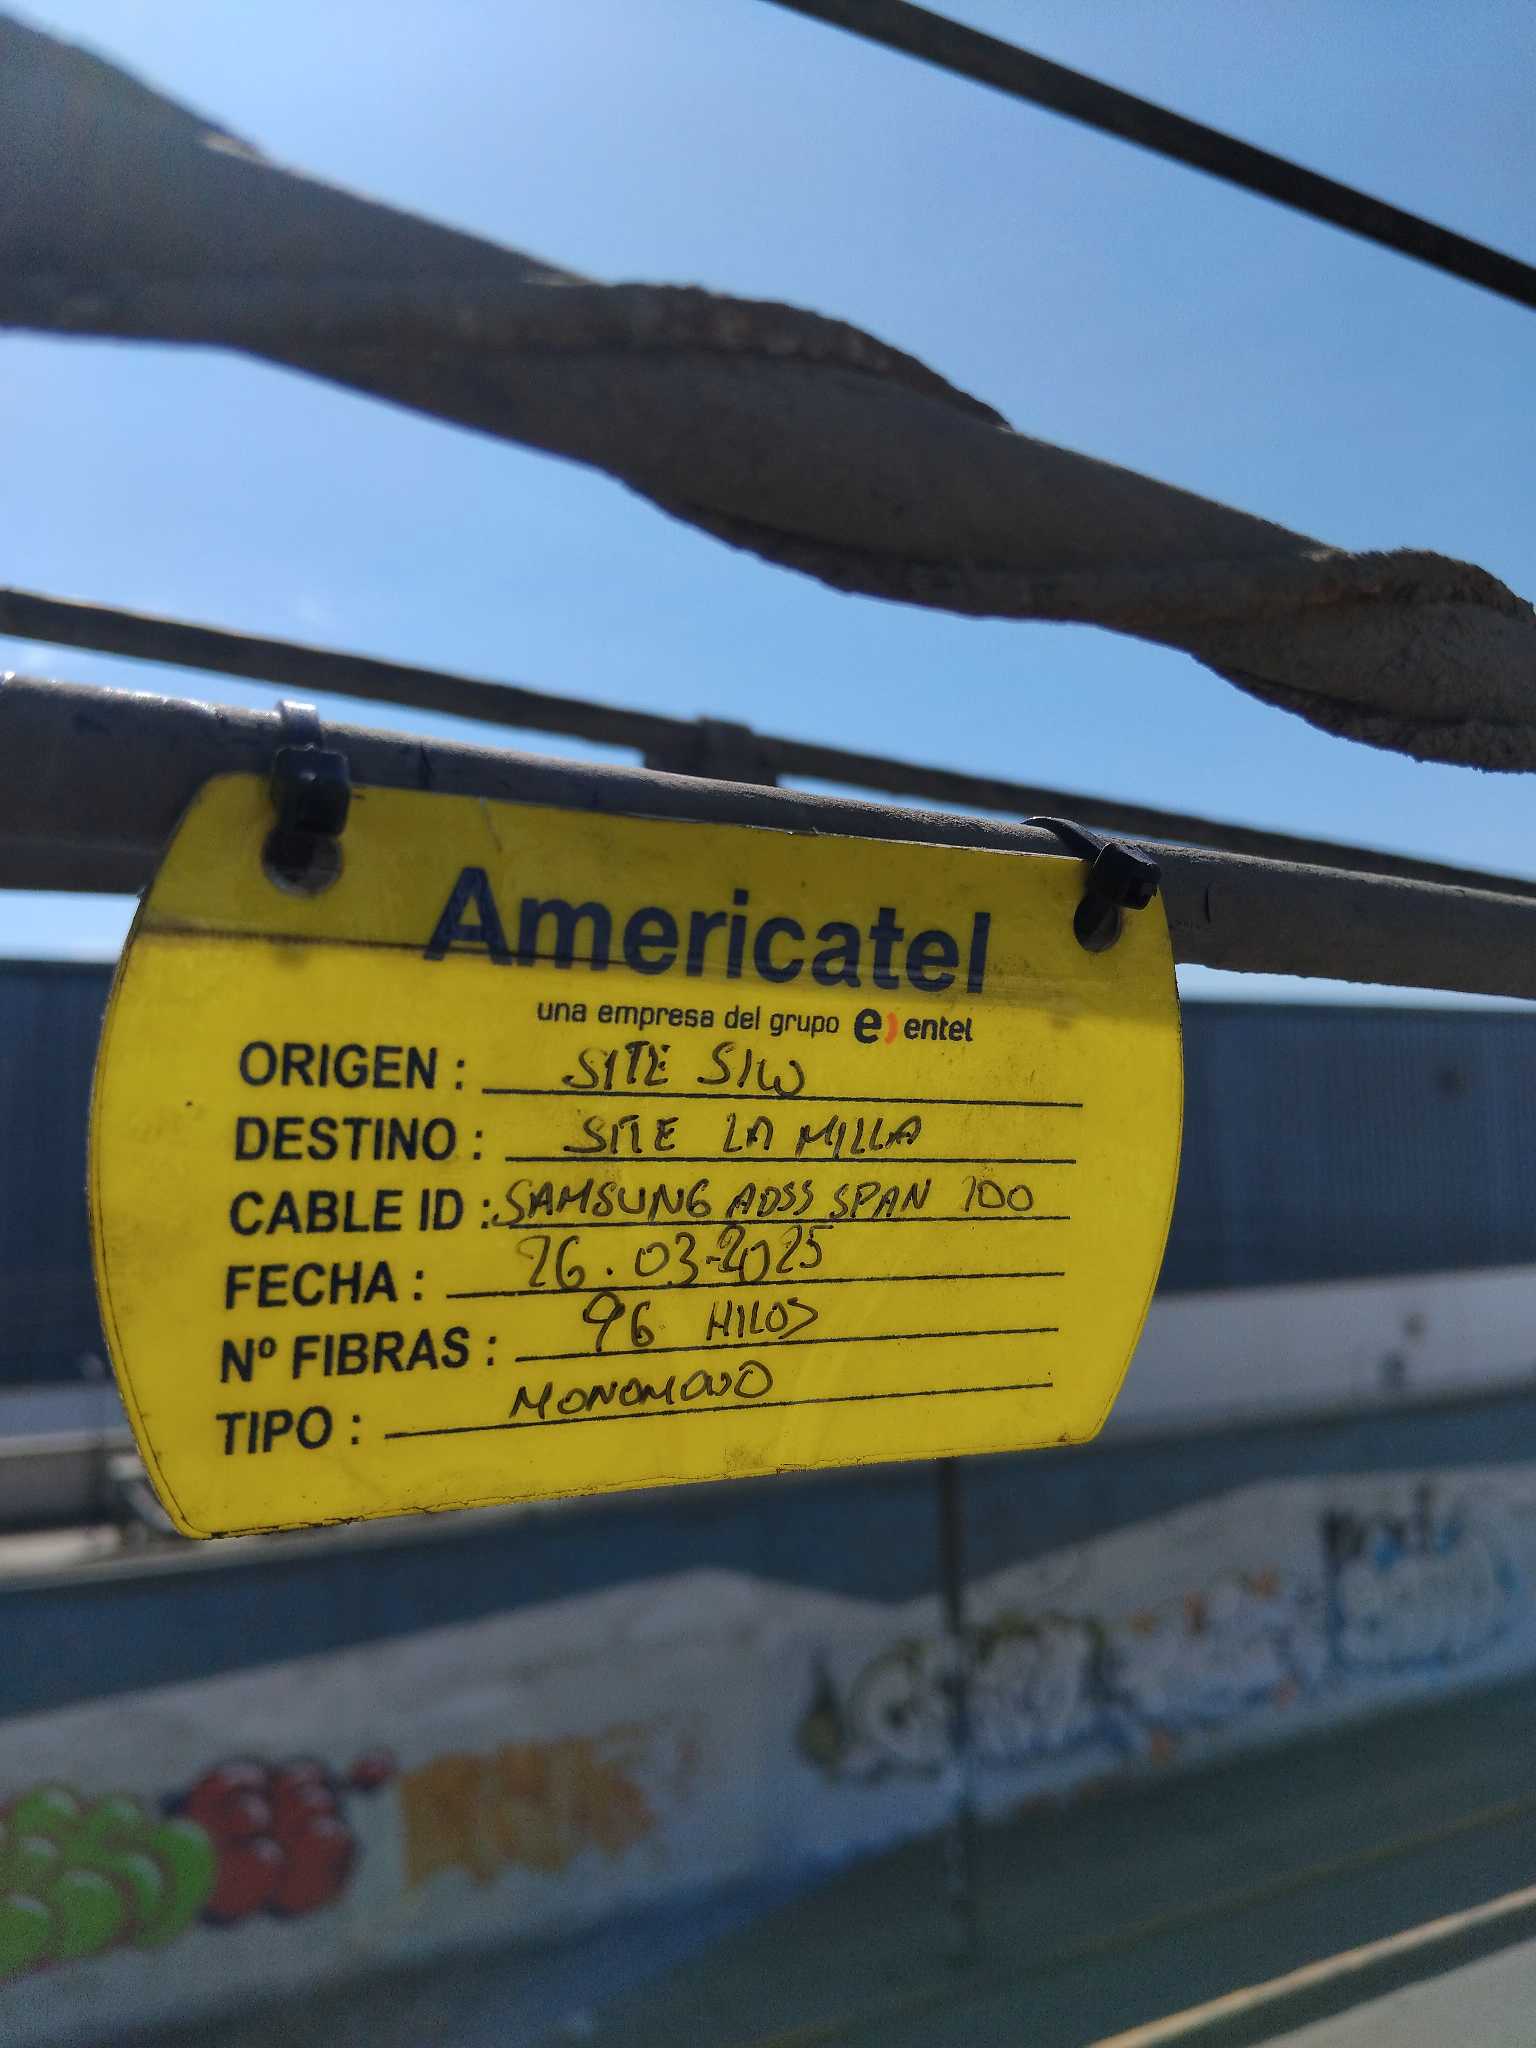 Americatel
una empresa del grupo e) entel
ORIGEN : SITE SIW
DESTINO : SITE LA MILLA
CABLE ID : SAMSUNG ADSS SPAN 100
FECHA : 26.03-2025
Nº FIBRAS : 96 HILOS
TIPO : MONOMODO